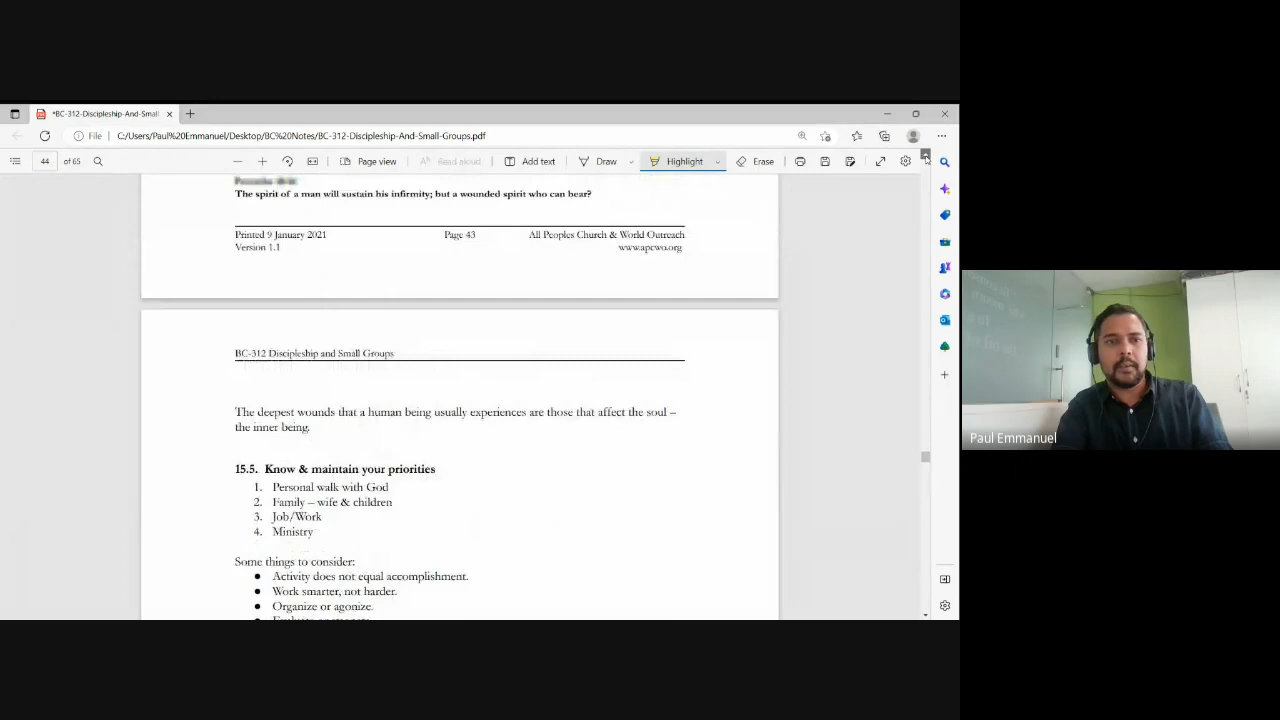 *BC-312-Discipleship-And-Small
File
C:/Users/Paul%20Emmanuel/Desktop/BC%20Notes/BC-312-Discipleship-And-Small-Groups.pdf
44 of 65
Page view
Read aloud
Add text
Draw
Highlight
Erase
The spirit of a man will sustain his infirmity; but a wounded spirit who can bear?
Printed 9 January 2021 Page 43 All Peoples Church & World Outreach
Version 1.1 www.apcwo.org
BC-312 Discipleship and Small Groups
The deepest wounds that a human being usually experiences are those that affect the soul –
the inner being.
15.5. Know & maintain your priorities
1. Personal walk with God
2. Family – wife & children
3. Job/Work
4. Ministry
Some things to consider:
● Activity does not equal accomplishment.
● Work smarter, not harder.
● Organize or agonize.
Paul Emmanuel